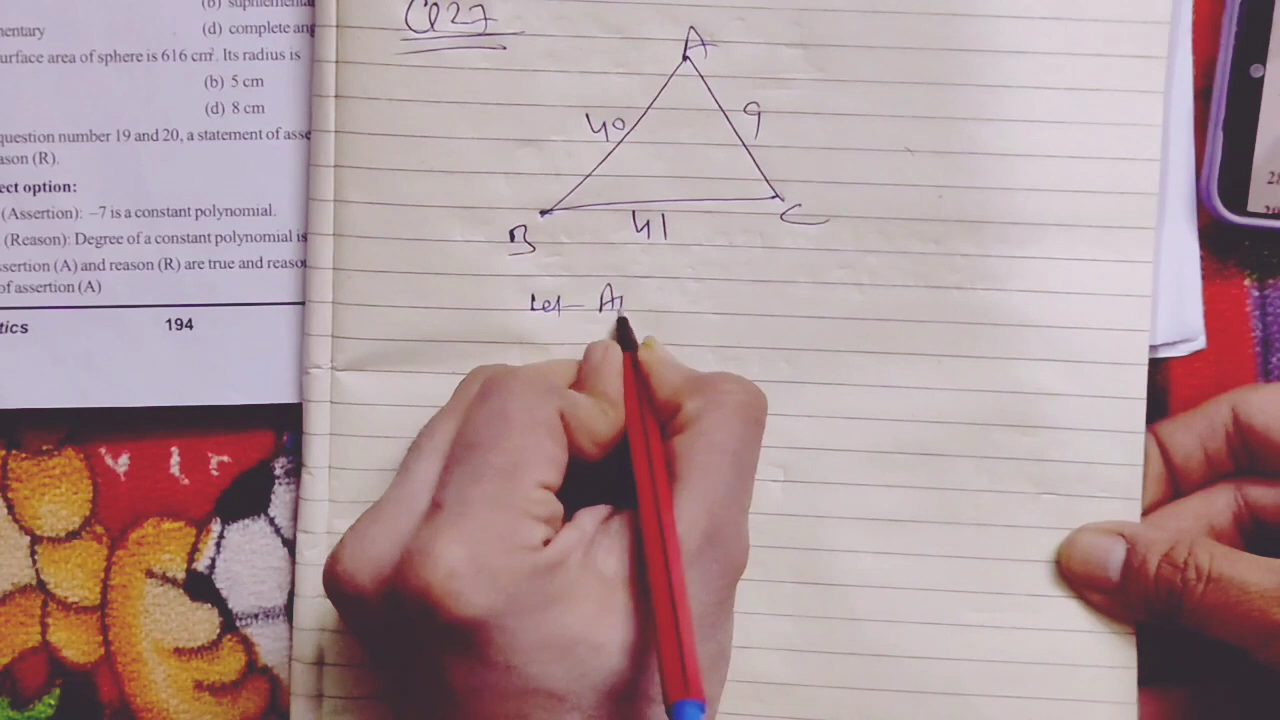 (b) supplementa
mentary
(d) complete ang
urface area of sphere is 616 cm². Its radius is
(b) 5 cm
(d) 8 cm
question number 19 and 20, a statement of asse
ason (R).
ect option:
(Assertion): –7 is a constant polynomial.
(Reason): Degree of a constant polynomial is
ssertion (A) and reason (R) are true and reason
of assertion (A)
tics 194
Q27
A
40 9
B 41 C
Let A